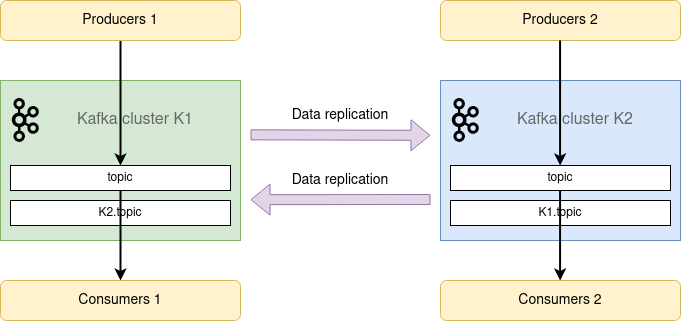 Producers 1
Producers 2
Kafka cluster K1
Data replication
Kafka cluster K2
topic
Data replication
topic
K2.topic
K1.topic
Consumers 1
Consumers 2